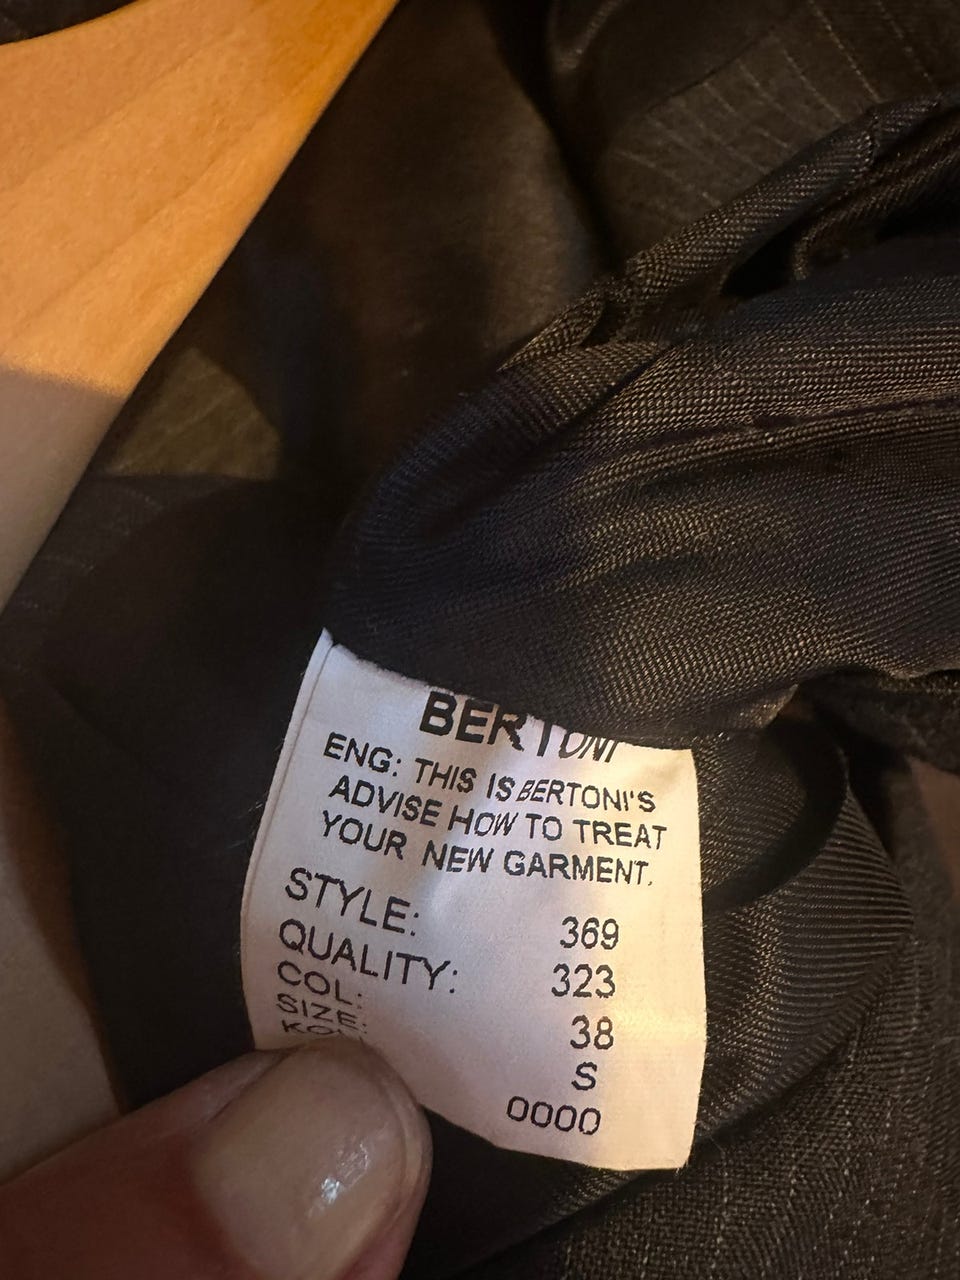 BERTONI
ENG: THIS IS BERTONI'S
ADVISE HOW TO TREAT
YOUR NEW GARMENT.
STYLE: 369
QUALITY: 323
COL: 38
SIZE: S
0000